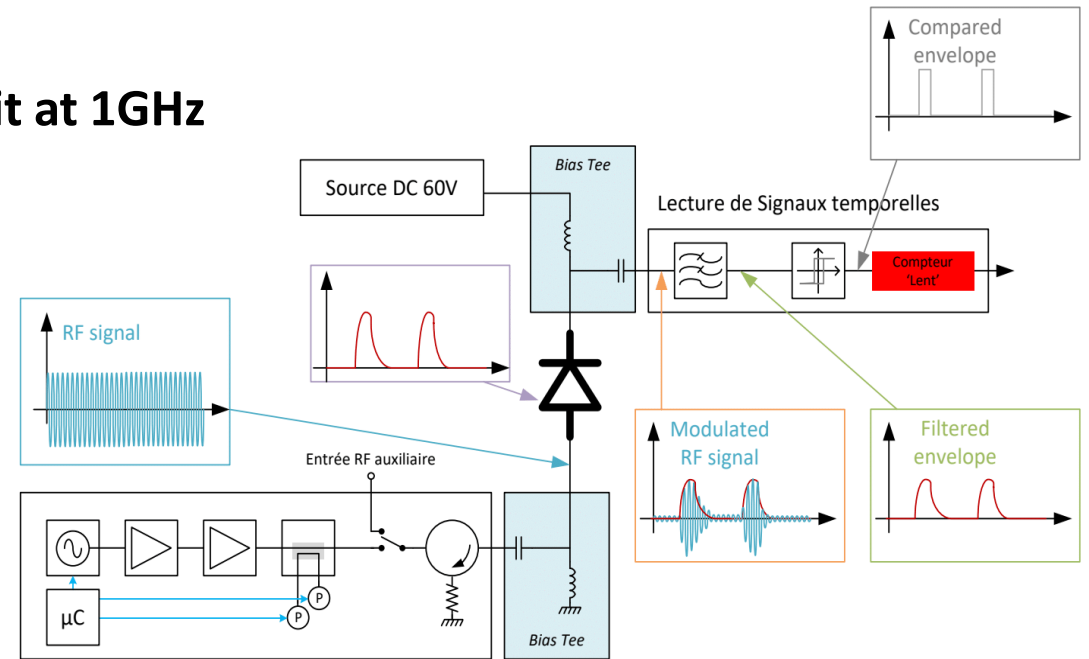 it at 1GHz
Compared
envelope
Bias Tee
Source DC 60V
Lecture de Signaux temporelles
Compteur
'Lent'
RF signal
Entrée RF auxiliaire
Modulated
RF signal
Filtered
envelope
P
P
µC
Bias Tee